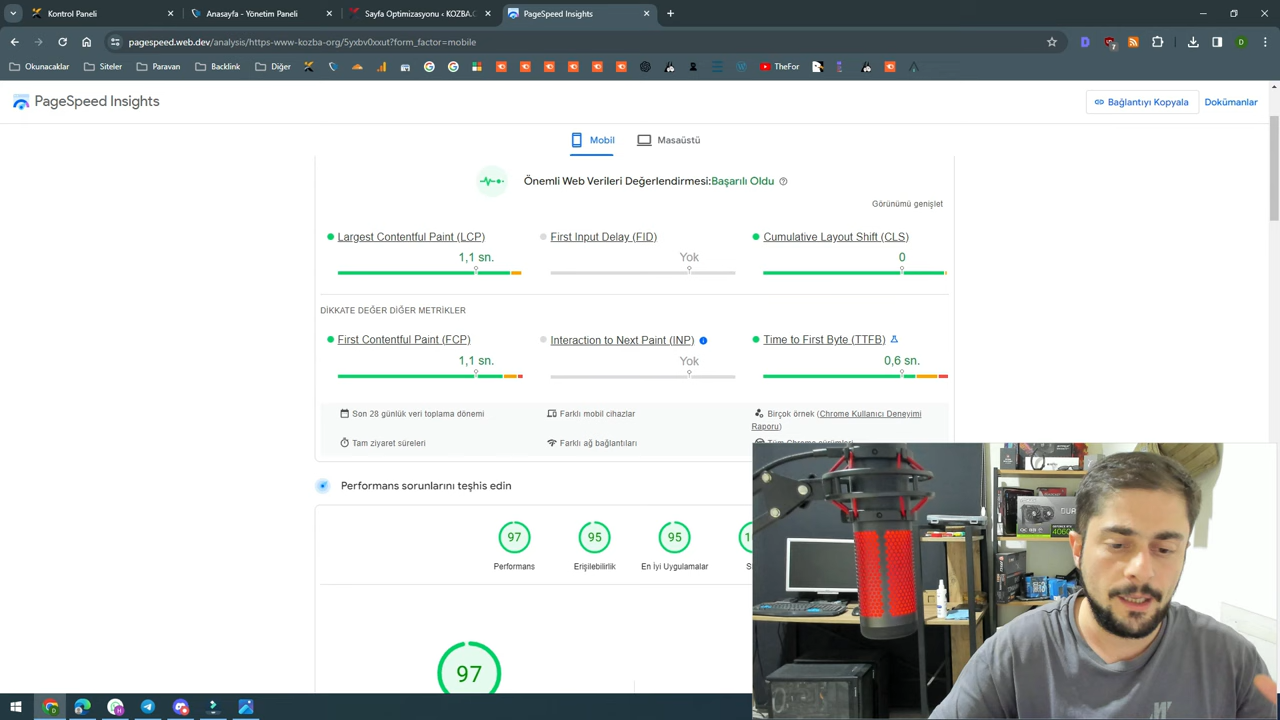 Kontrol Paneli
Anasayfa - Yönetim Paneli
Sayfa Optimizasyonu ‹ KOZBA.O
PageSpeed Insights
pagespeed.web.dev/analysis/https-www-kozba-org/5yxbv0xxut?form_factor=mobile
7
D
Okunacaklar
Siteler
Paravan
Backlink
Diğer
TheFor
PageSpeed Insights
Bağlantıyı Kopyala
Dokümanlar
Mobil
Masaüstü
Önemli Web Verileri Değerlendirmesi:Başarılı Oldu
Görünümü genişlet
Largest Contentful Paint (LCP)
First Input Delay (FID)
Cumulative Layout Shift (CLS)
1,1 sn.
Yok
0
DİKKATE DEĞER DİĞER METRİKLER
First Contentful Paint (FCP)
Interaction to Next Paint (INP)
Time to First Byte (TTFB)
1,1 sn.
Yok
0,6 sn.
Son 28 günlük veri toplama dönemi
Farklı mobil cihazlar
Birçok örnek (Chrome Kullanıcı Deneyimi
Raporu)
Tam ziyaret süreleri
Farklı ağ bağlantıları
Tüm Chrome sürümleri
Performans sorunlarını teşhis edin
97
95
95
Performans
Erişilebilirlik
En İyi Uygulamalar
97
DUR
4060